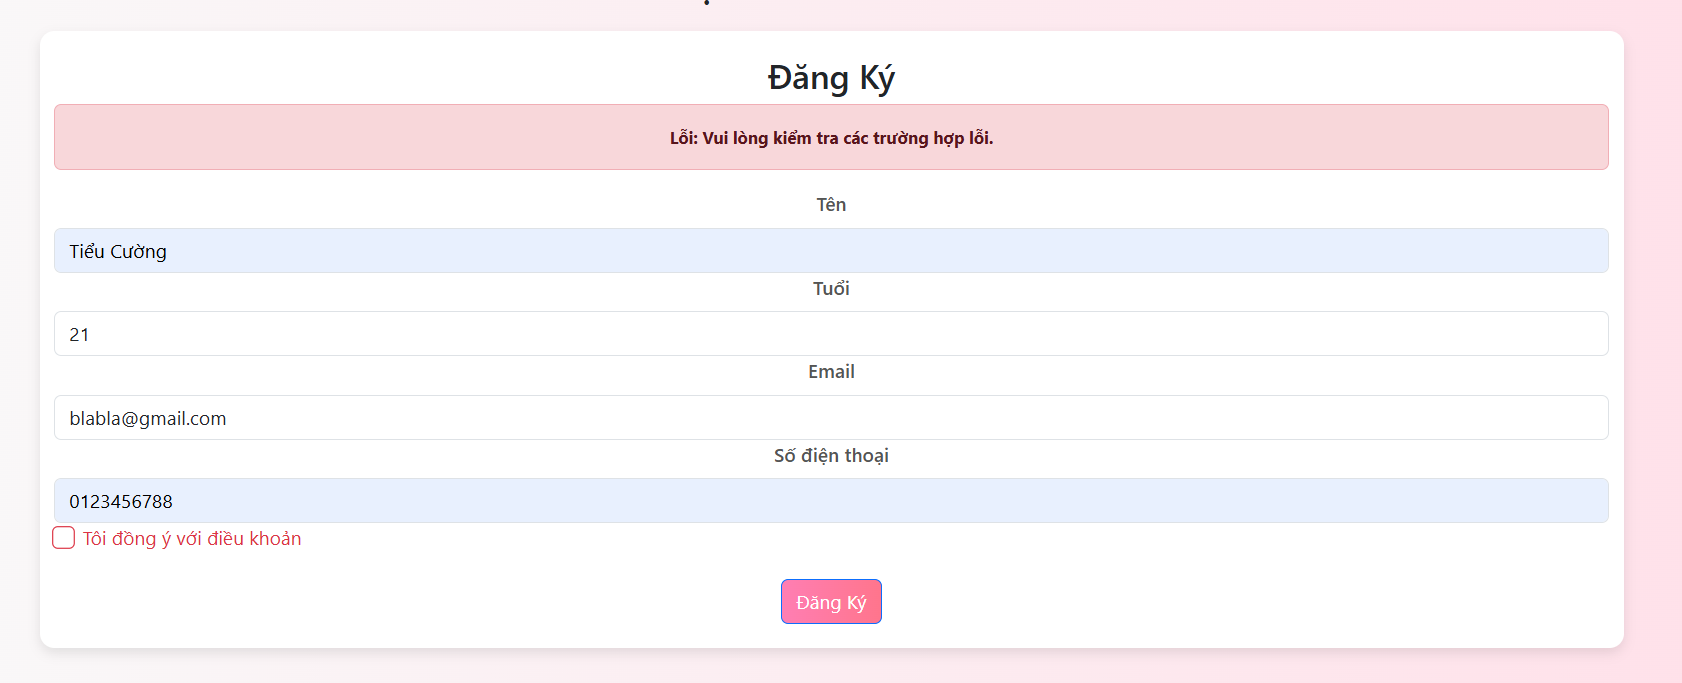 Đăng Ký
Lỗi: Vui lòng kiểm tra các trường hợp lỗi.
Tên
Tiểu Cường
Tuổi
21
Email
blabla@gmail.com
Số điện thoại
0123456788
Tôi đồng ý với điều khoản
Đăng Ký